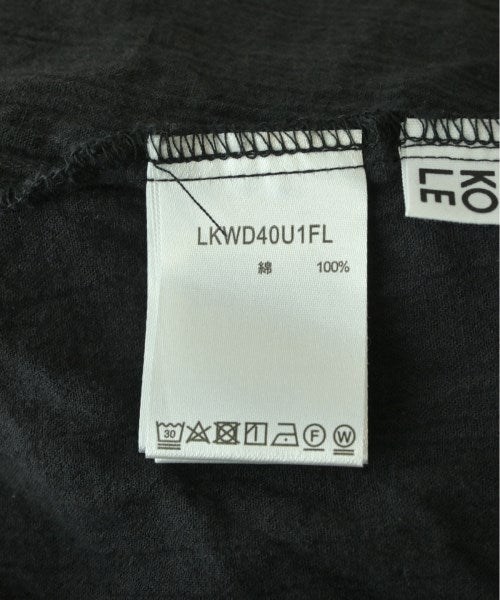 LKWD40U1FL
綿 100%
30 F W
KO
LE